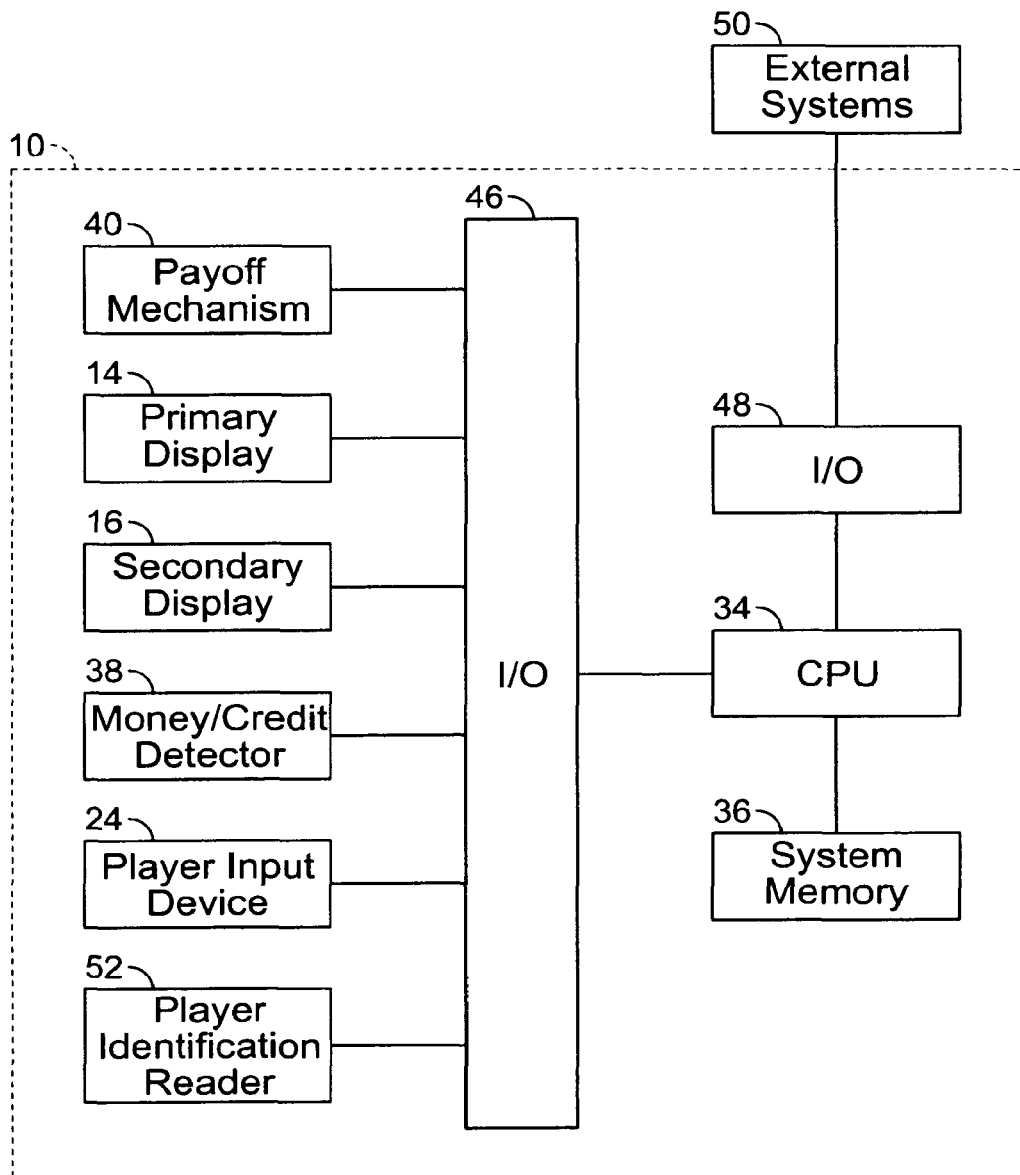 50
External
Systems
10
46
40
Payoff
Mechanism
14
Primary
Display
48
I/O
16
Secondary
Display
34
CPU
I/O
38
Money/Credit
Detector
24
Player Input
Device
36
System
Memory
52
Player
Identification
Reader